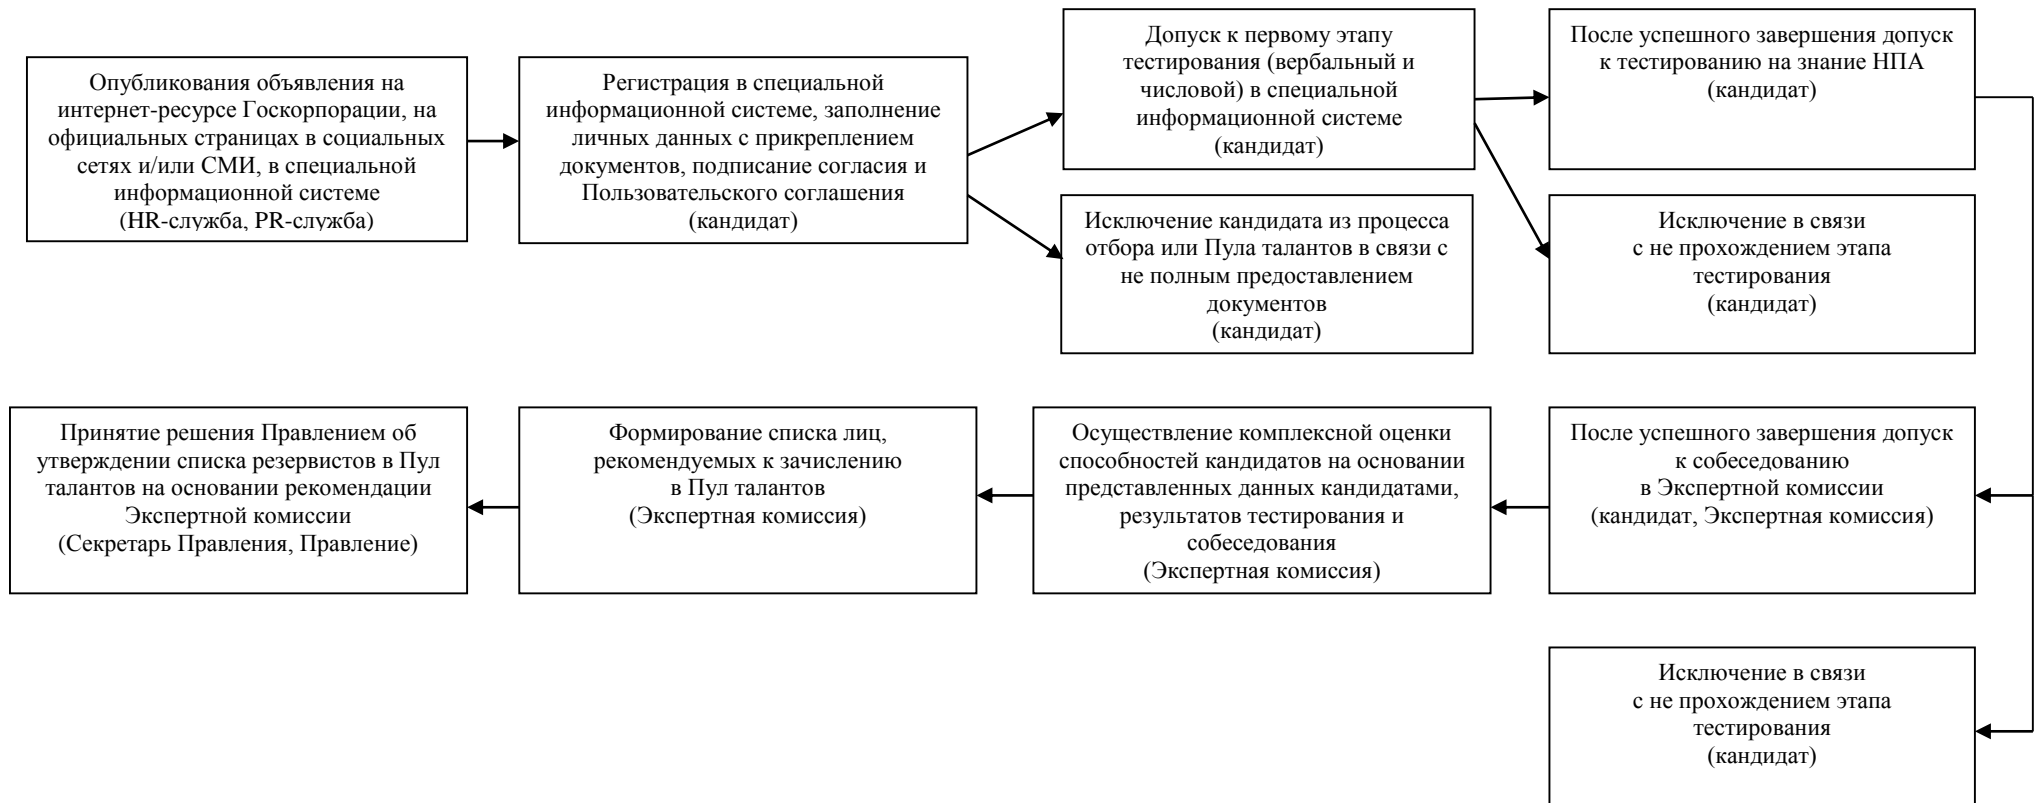 Опубликования объявления на
интернет-ресурсе Госкорпорации, на
официальных страницах в социальных
сетях и/или СМИ, в специальной
информационной системе
(HR-служба, PR-служба)
Регистрация в специальной
информационной системе, заполнение
личных данных с прикреплением
документов, подписание согласия и
Пользовательского соглашения
(кандидат)
Допуск к первому этапу
тестирования (вербальный и
числовой) в специальной
информационной системе
(кандидат)
После успешного завершения допуск
к тестированию на знание НПА
(кандидат)
Исключение кандидата из процесса
отбора или Пула талантов в связи с
не полным предоставлением
документов
(кандидат)
Исключение в связи
с не прохождением этапа
тестирования
(кандидат)
После успешного завершения допуск
к собеседованию
в Экспертной комиссии
(кандидат, Экспертная комиссия)
Осуществление комплексной оценки
способностей кандидатов на основании
представленных данных кандидатами,
результатов тестирования и
собеседования
(Экспертная комиссия)
Формирование списка лиц,
рекомендуемых к зачислению
в Пул талантов
(Экспертная комиссия)
Принятие решения Правлением об
утверждении списка резервистов в Пул
талантов на основании рекомендации
Экспертной комиссии
(Секретарь Правления, Правление)
Исключение в связи
с не прохождением этапа
тестирования
(кандидат)